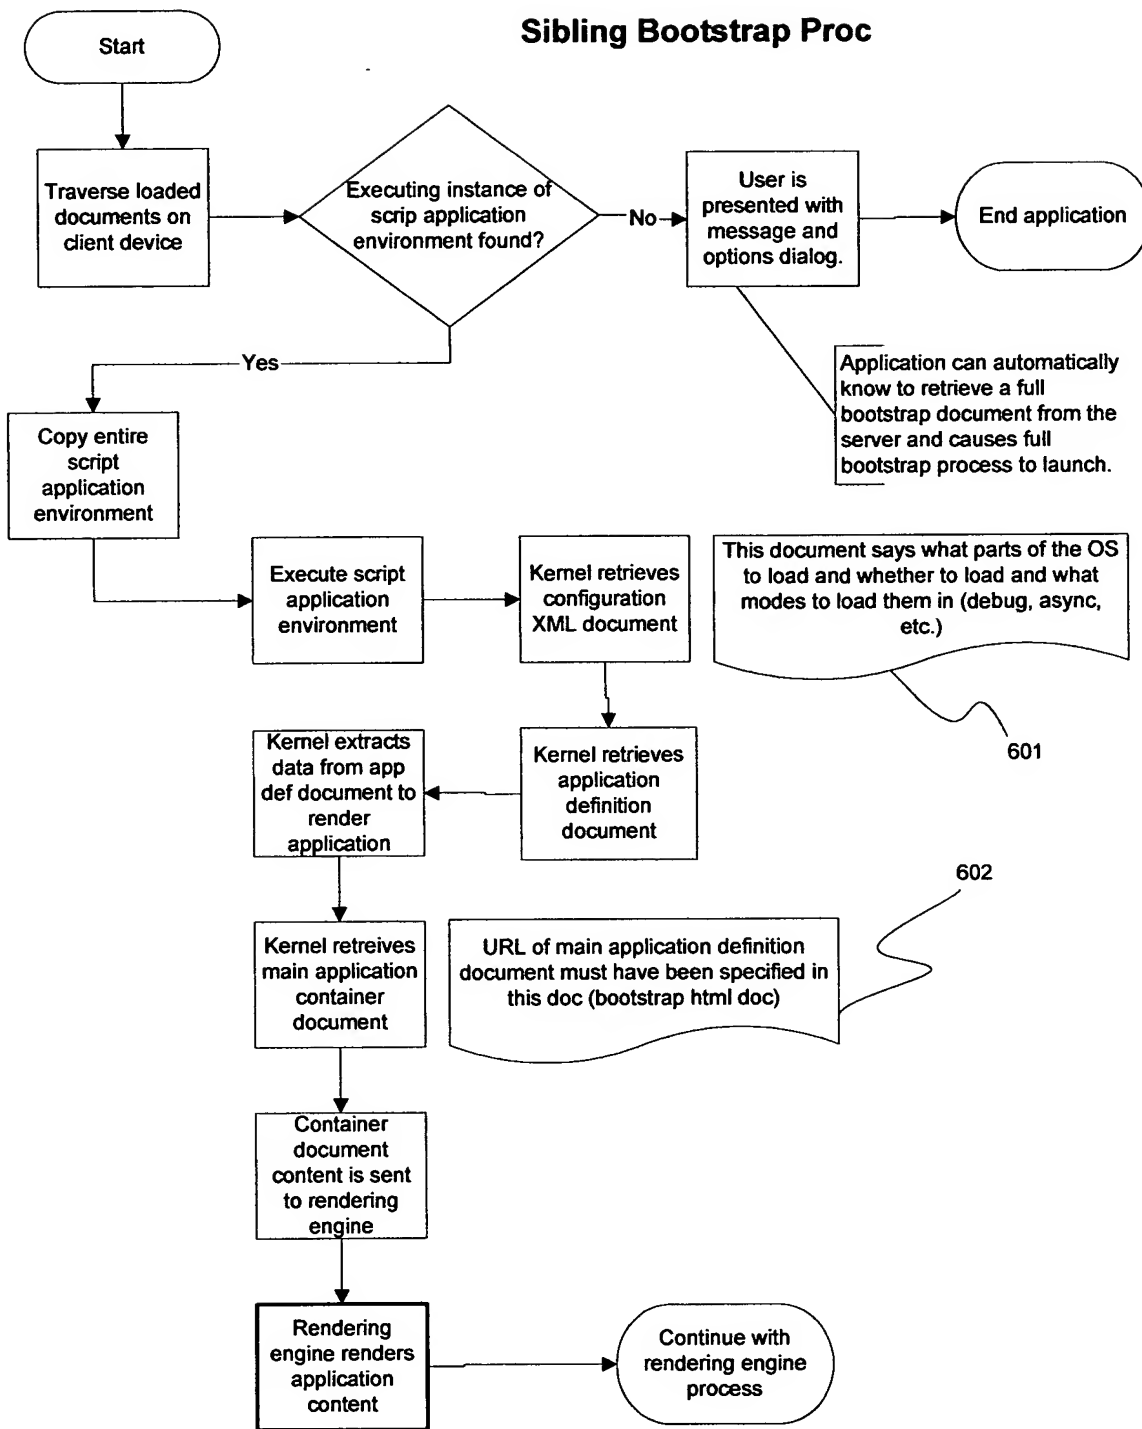 Sibling Bootstrap Proc
Start
Traverse loaded
documents on
client device
Executing instance of
scrip application
environment found?
No
User is
presented with
message and
options dialog.
End application
Application can automatically
know to retrieve a full
bootstrap document from the
server and causes full
bootstrap process to launch.
Yes
Copy entire
script
application
environment
Execute script
application
environment
Kernel retrieves
configuration
XML document
This document says what parts of the OS
to load and whether to load and what
modes to load them in (debug, async,
etc.)
601
Kernel retrieves
application
definition
document
Kernel extracts
data from app
def document to
render
application
602
Kernel retreives
main application
container
document
URL of main application definition
document must have been specified in
this doc (bootstrap html doc)
Container
document
content is sent
to rendering
engine
Rendering
engine renders
application
content
Continue with
rendering engine
process